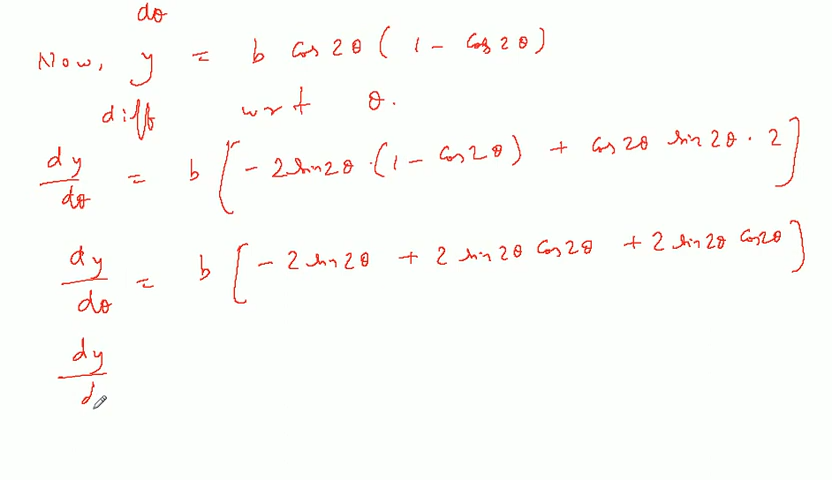 dθ
Now, y = b cos 2θ ( 1 - cos 2θ )
diff wrt θ.
dy/dθ = b [ - 2 sin 2θ . (1 - cos 2θ ) + cos 2θ sin 2θ . 2 ]
dy/dθ = b [ - 2 sin 2θ + 2 sin 2θ cos 2θ + 2 sin 2θ cos 2θ ]
dy/d